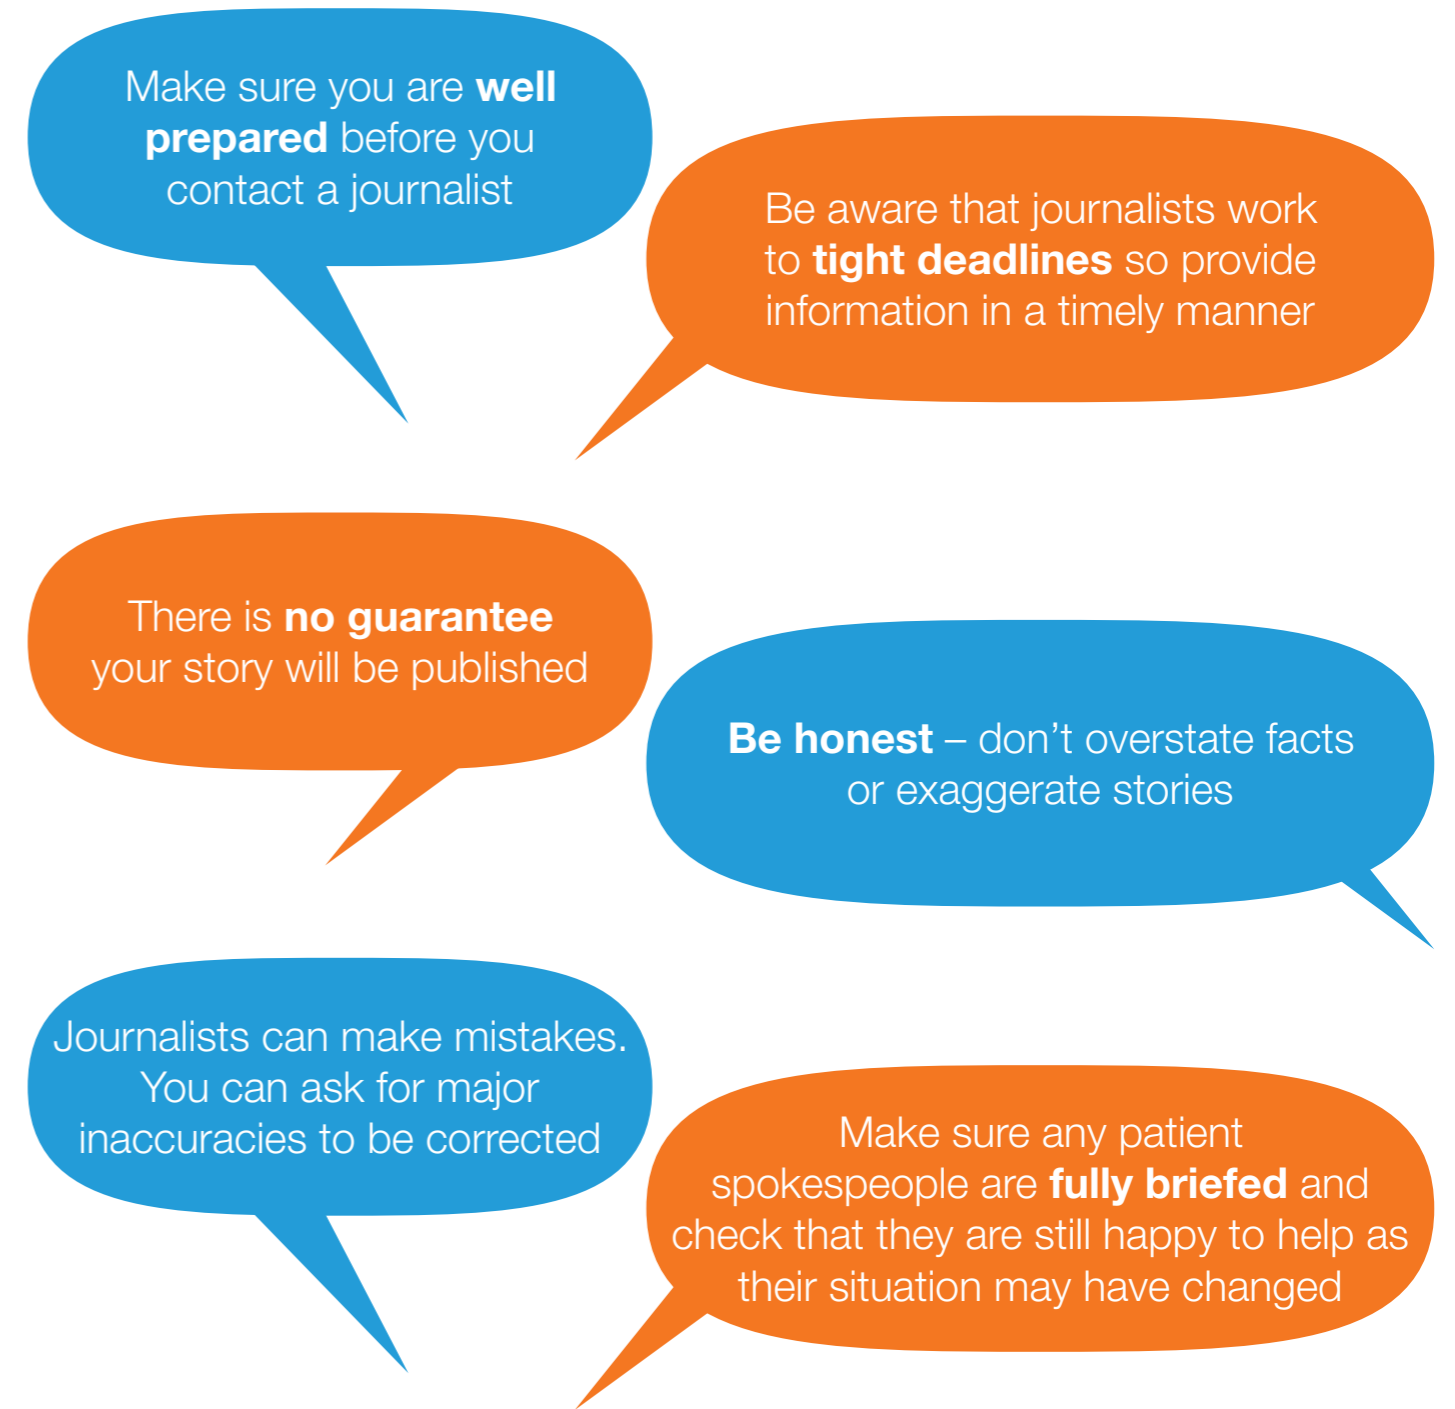 Make sure you are well
prepared before you
contact a journalist
Be aware that journalists work
to tight deadlines so provide
information in a timely manner
There is no guarantee
your story will be published
Be honest – don’t overstate facts
or exaggerate stories
Journalists can make mistakes.
You can ask for major
inaccuracies to be corrected
Make sure any patient
spokespeople are fully briefed and
check that they are still happy to help as
their situation may have changed